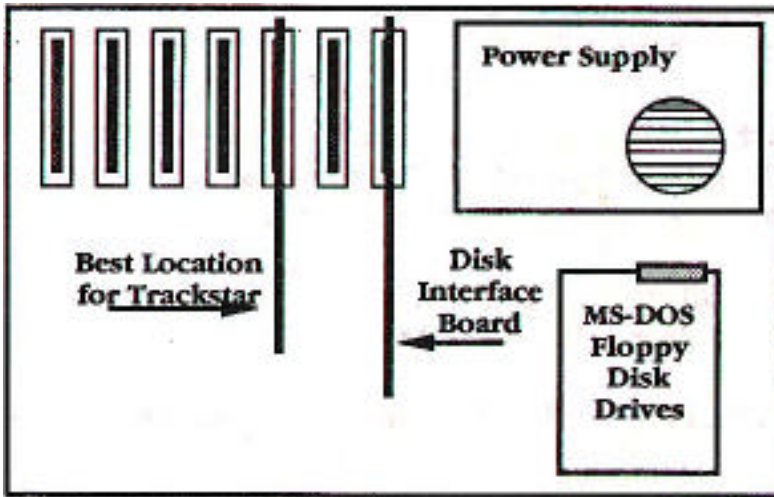 Power Supply
Best Location
for Trackstar
Disk
Interface
Board
MS-DOS
Floppy
Disk
Drives